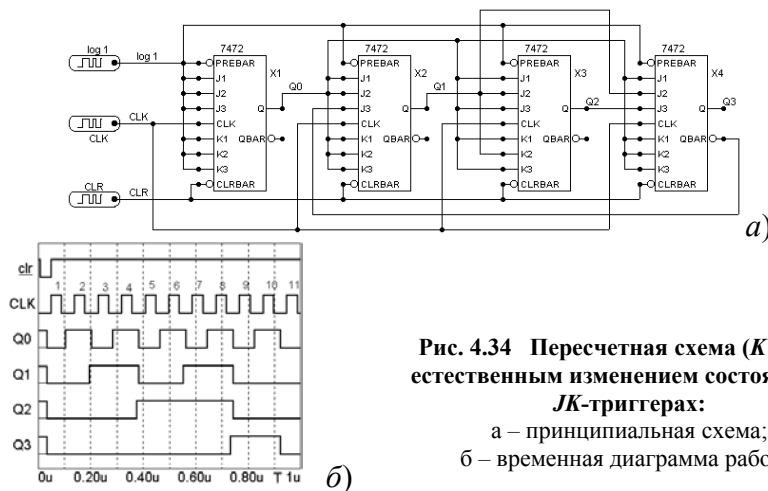 7472 7472 7472 7472
log 1 log 1 PREBAR PREBAR PREBAR PREBAR
J1 X1 J1 X2 J1 X3 J1 X4
J2 Q0 J2 Q1 J2 J2
J3 Q J3 Q J3 Q Q2 J3 Q Q3
CLK CLK CLK CLK CLK
CLK K1 QBAR K1 QBAR K1 QBAR K1 QBAR
K2 K2 K2 K2
K3 K3 K3 K3
CLR CLR CLRBAR CLRBAR CLRBAR CLRBAR
а)
clr
1 2 3 4 5 6 7 8 9 10 11
CLK
Q0
Q1
Q2
Q3
0u 0.20u 0.40u 0.60u 0.80u T 1u
б)
Рис. 4.34 Пересчетная схема (K
естественным изменением состоя
JK-триггерах:
а – принципиальная схема;
б – временная диаграмма рабо